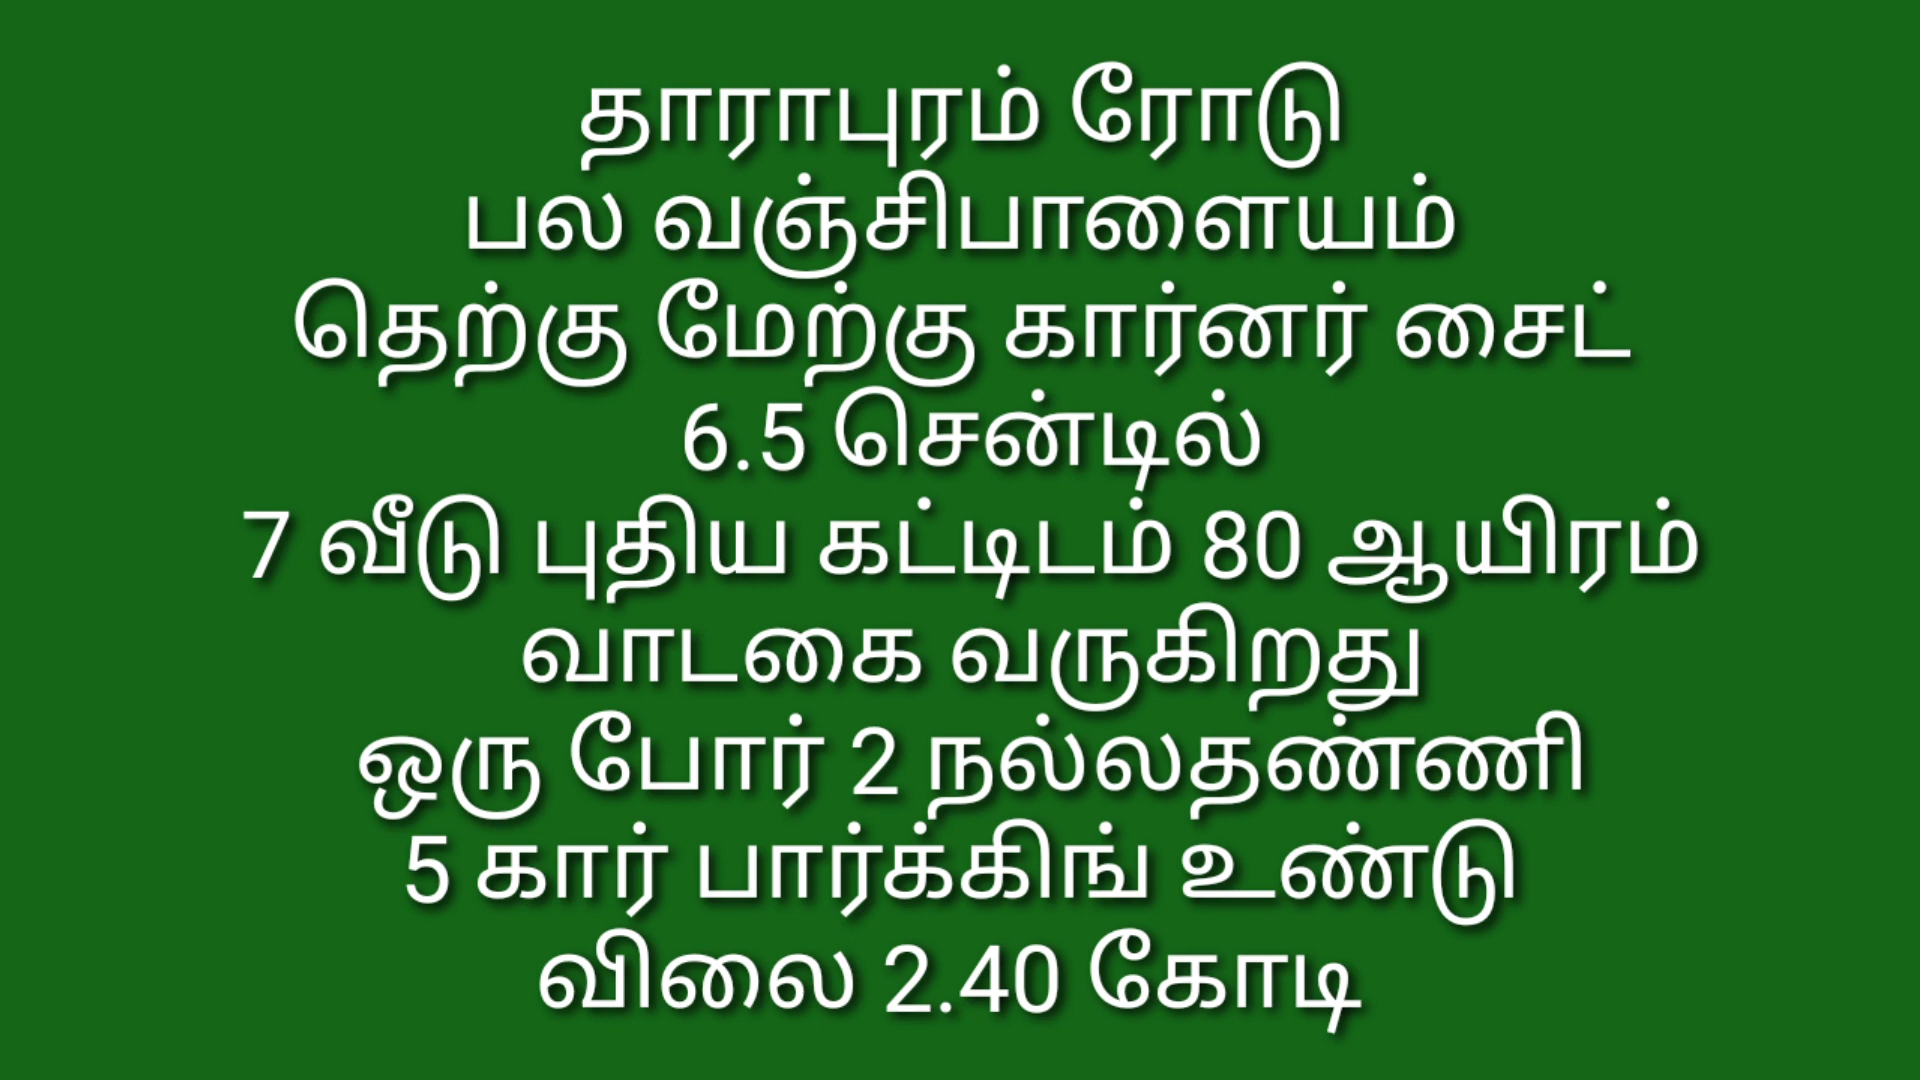 தாராபுரம் ரோடு
பல வஞ்சிபாளையம்
தெற்கு மேற்கு கார்னர் சைட்
6.5 சென்டில்
7 வீடு புதிய கட்டிடம் 80 ஆயிரம்
வாடகை வருகிறது
ஒரு போர் 2 நல்லதண்ணி
5 கார் பார்க்கிங் உண்டு
விலை 2.40 கோடி